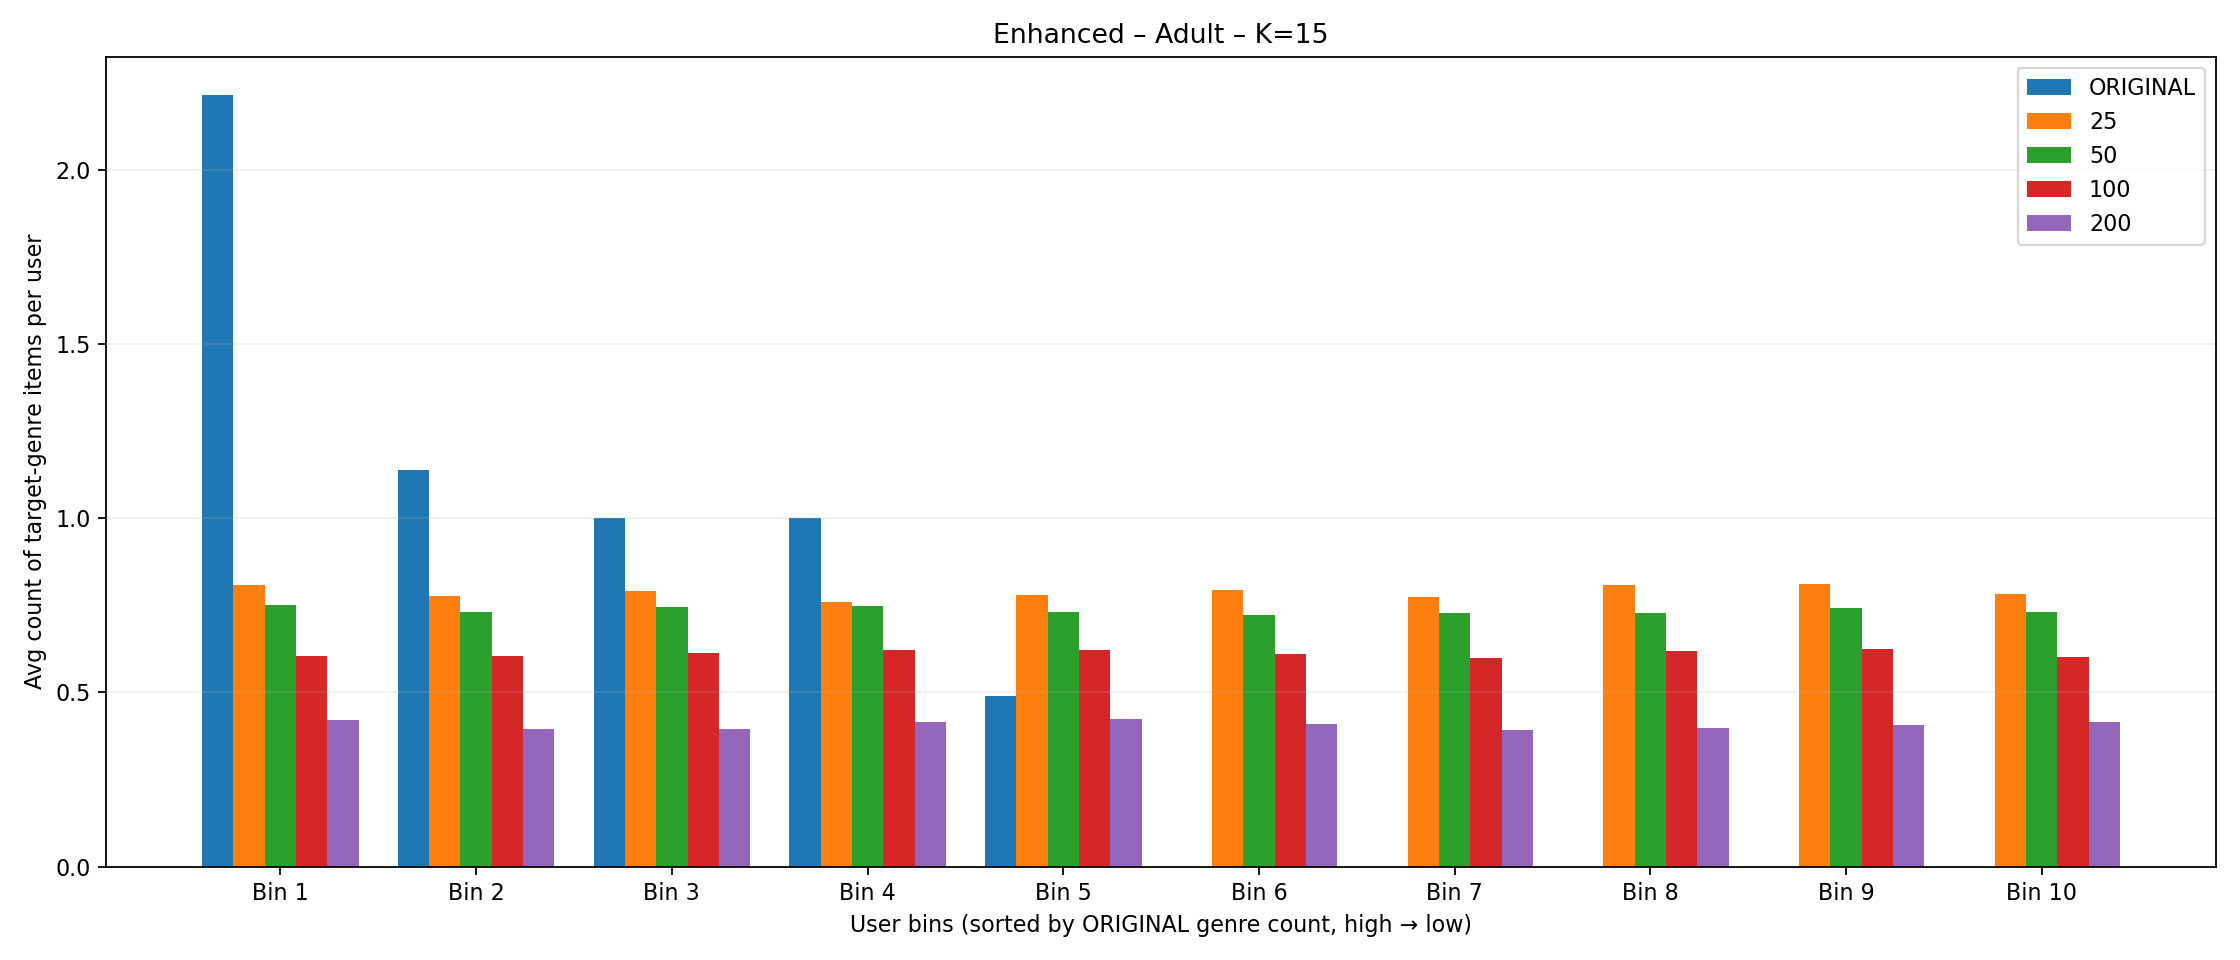 Enhanced – Adult – K=15
ORIGINAL
25
50
100
200
Avg count of target-genre items per user
2.0
1.5
1.0
0.5
0.0
Bin 1 Bin 2 Bin 3 Bin 4 Bin 5 Bin 6 Bin 7 Bin 8 Bin 9 Bin 10
User bins (sorted by ORIGINAL genre count, high → low)